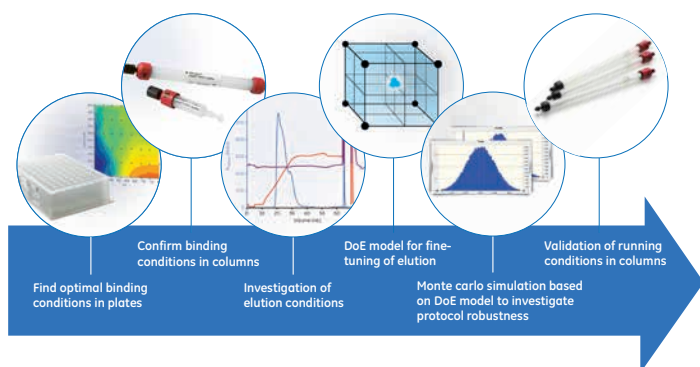 Find optimal binding
conditions in plates
Confirm binding
conditions in columns
Investigation of
elution conditions
DoE model for fine-
tuning of elution
Monte carlo simulation based
on DoE model to investigate
protocol robustness
Validation of running
conditions in columns